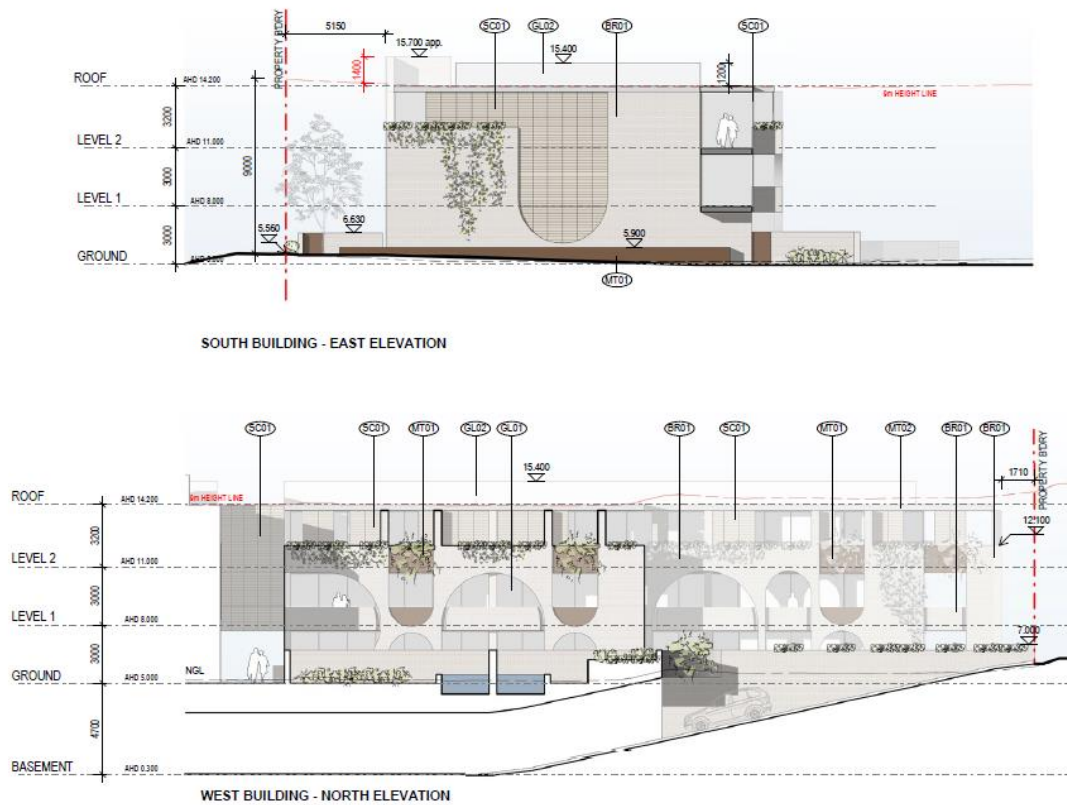 PROPERTY B'DRY
5150
15.700 app.
1400
SC01
GL02
BR01
SC01
15.400
1200
ROOF
AHD 14.200
9m HEIGHT LINE
3200
LEVEL 2
AHD 11.000
9000
3000
LEVEL 1
AHD 8.000
5.560
6.630
5.900
3000
GROUND
MT01
SOUTH BUILDING - EAST ELEVATION
SC01
SC01
MT01
GL02
GL01
BR01
SC01
MT01
MT02
BR01
BR01
PROPERTY B'DRY
1710
15.400
ROOF
AHD 14.200
9m HEIGHT LINE
12.100
3200
LEVEL 2
AHD 11.000
3000
LEVEL 1
AHD 8.000
7.000
3000
NGL
GROUND
AHD 5.000
4700
BASEMENT
AHD 0.300
WEST BUILDING - NORTH ELEVATION